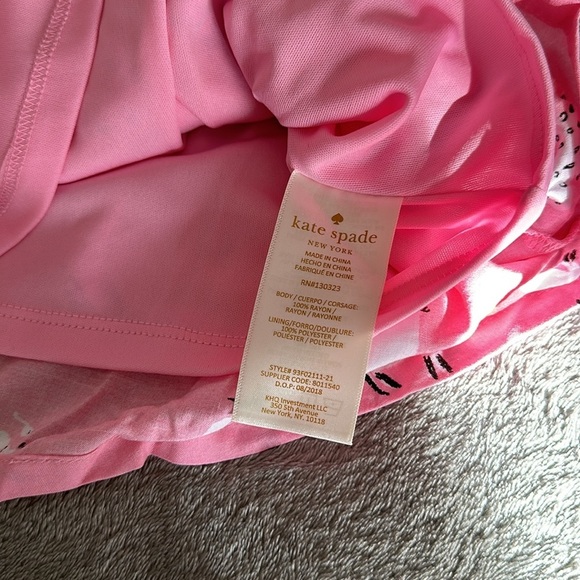 kate spade
NEW YORK
MADE IN CHINA
HECHO EN CHINA
FABRIQUÉ EN CHINE
RN#130323
BODY / CUERPO / CORSAGE:
100% RAYON
RAYON / RAYONNE
LINING/FORRO/DOUBLURE:
100% POLYESTER
POLIÉSTER / POLYESTER
STYLE# 93F02111-21
SUPPLIER CODE: 8011540
D.O.P: 08/2018
KHQ Investment LLC
350 5th Avenue
New York, NY, 10118